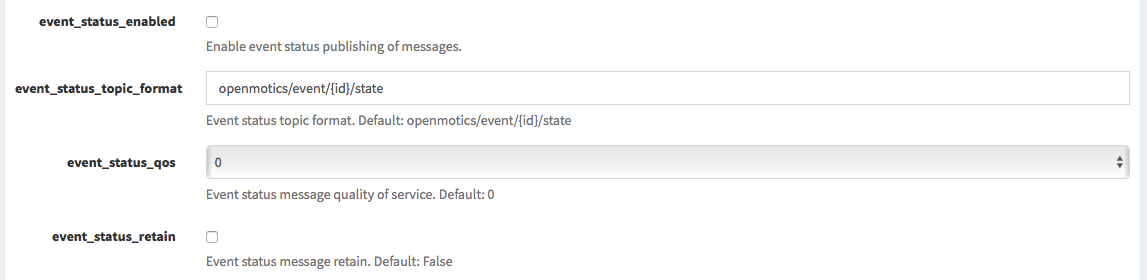 event_status_enabled
Enable event status publishing of messages.
event_status_topic_format
openmotics/event/{id}/state
Event status topic format. Default: openmotics/event/{id}/state
event_status_qos
0
Event status message quality of service. Default: 0
event_status_retain
Event status message retain. Default: False